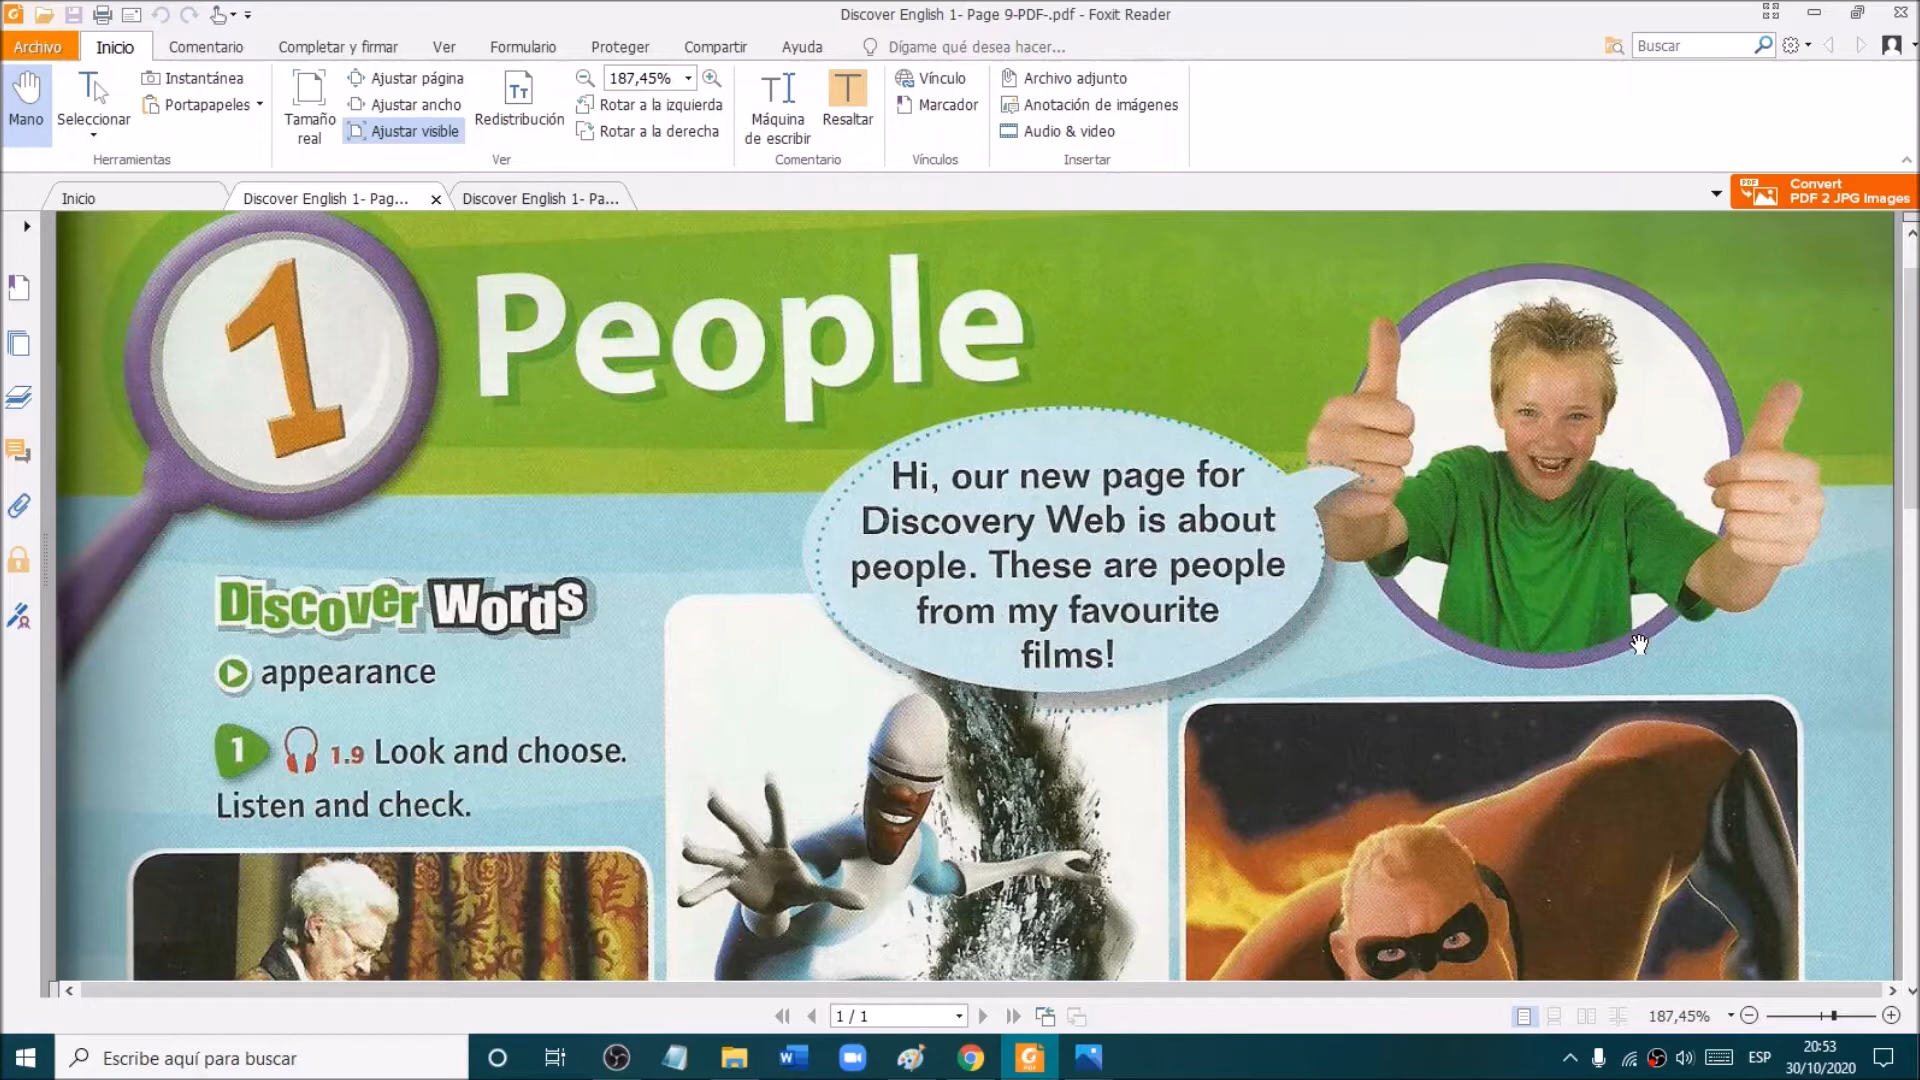 Discover English 1- Page 9-PDF-.pdf - Foxit Reader
Archivo Inicio Comentario Completar y firmar Ver Formulario Proteger Compartir Ayuda Dígame qué desea hacer... Buscar
Mano
Seleccionar
Instantánea
Portapapeles
Herramientas
Tamaño
real
Ajustar página
Ajustar ancho
Ajustar visible
Redistribución
187,45%
Rotar a la izquierda
Rotar a la derecha
Ver
Máquina
de escribir
Resaltar
Comentario
Vínculo
Marcador
Vínculos
Archivo adjunto
Anotación de imágenes
Audio & video
Insertar
Inicio
Discover English 1- Pag...
Discover English 1- Pa...
PDF
Convert
PDF 2 JPG Images
1 People
Hi, our new page for
Discovery Web is about
people. These are people
from my favourite
films!
Discover Words
appearance
1 1.9 Look and choose.
Listen and check.
1 / 1
187,45%
Escribe aquí para buscar
ESP
20:53
30/10/2020